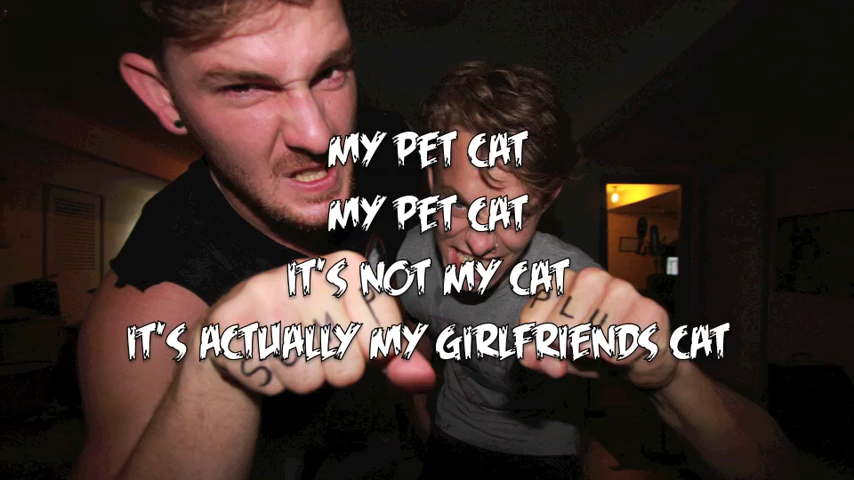 MY PET CAT
MY PET CAT
IT'S NOT MY CAT
IT'S ACTUALLY MY GIRLFRIENDS CAT